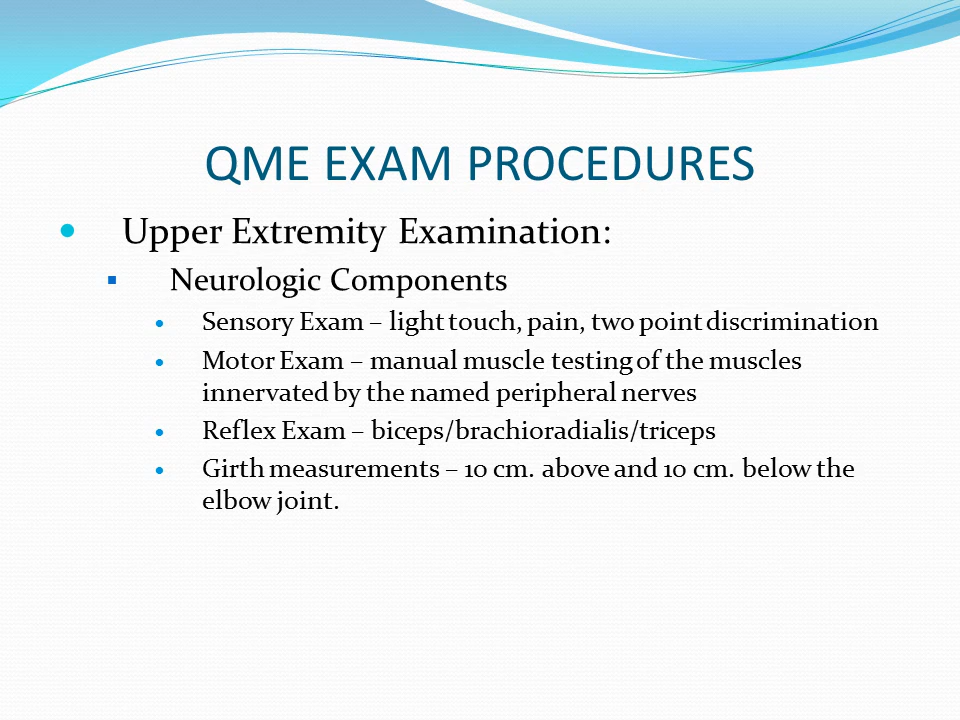 QME EXAM PROCEDURES
• Upper Extremity Examination:
▪ Neurologic Components
• Sensory Exam – light touch, pain, two point discrimination
• Motor Exam – manual muscle testing of the muscles
innervated by the named peripheral nerves
• Reflex Exam – biceps/brachioradialis/triceps
• Girth measurements – 10 cm. above and 10 cm. below the
elbow joint.